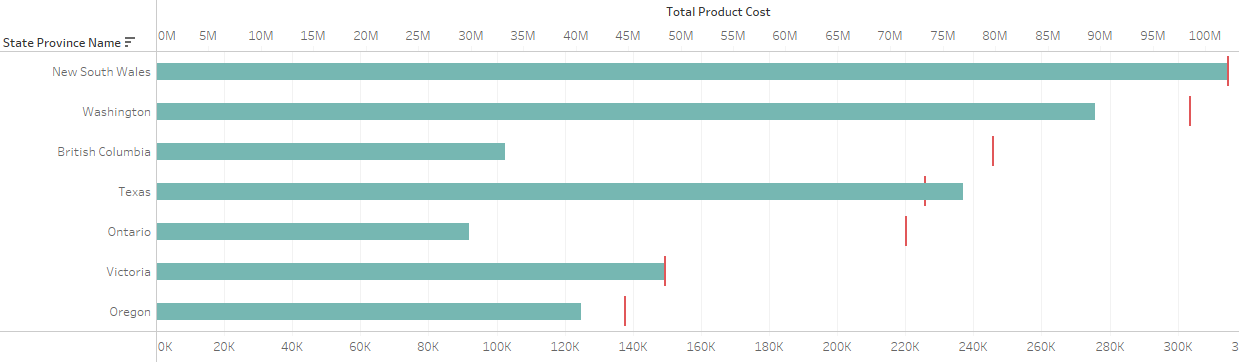 Total Product Cost
State Province Name
0M 5M 10M 15M 20M 25M 30M 35M 40M 45M 50M 55M 60M 65M 70M 75M 80M 85M 90M 95M 100M
New South Wales
Washington
British Columbia
Texas
Ontario
Victoria
Oregon
0K 20K 40K 60K 80K 100K 120K 140K 160K 180K 200K 220K 240K 260K 280K 300K 3